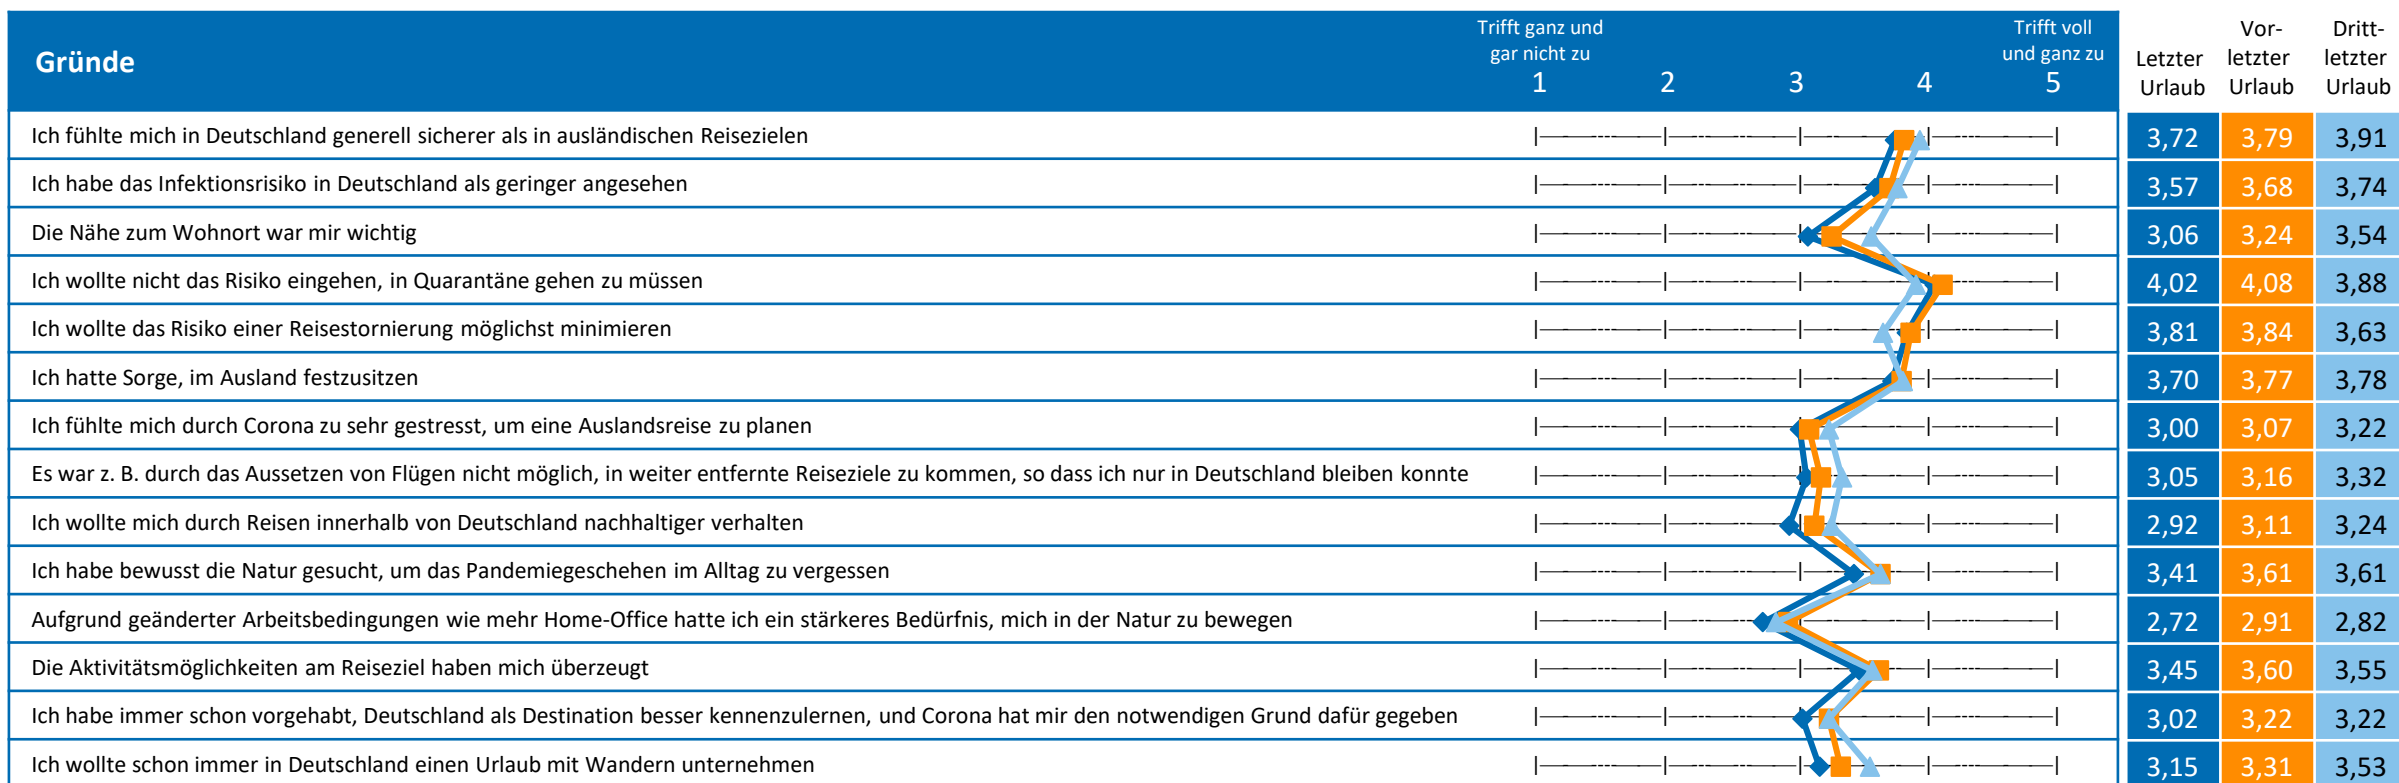 Gründe
Trifft ganz und
gar nicht zu
Trifft voll
und ganz zu
1 2 3 4 5
Letzter
Urlaub
Vor-
letzter
Urlaub
Dritt-
letzter
Urlaub
Ich fühlte mich in Deutschland generell sicherer als in ausländischen Reisezielen 3,72 3,79 3,91
Ich habe das Infektionsrisiko in Deutschland als geringer angesehen 3,57 3,68 3,74
Die Nähe zum Wohnort war mir wichtig 3,06 3,24 3,54
Ich wollte nicht das Risiko eingehen, in Quarantäne gehen zu müssen 4,02 4,08 3,88
Ich wollte das Risiko einer Reisestornierung möglichst minimieren 3,81 3,84 3,63
Ich hatte Sorge, im Ausland festzusitzen 3,70 3,77 3,78
Ich fühlte mich durch Corona zu sehr gestresst, um eine Auslandsreise zu planen 3,00 3,07 3,22
Es war z. B. durch das Aussetzen von Flügen nicht möglich, in weiter entfernte Reiseziele zu kommen, so dass ich nur in Deutschland bleiben konnte 3,05 3,16 3,32
Ich wollte mich durch Reisen innerhalb von Deutschland nachhaltiger verhalten 2,92 3,11 3,24
Ich habe bewusst die Natur gesucht, um das Pandemiegeschehen im Alltag zu vergessen 3,41 3,61 3,61
Aufgrund geänderter Arbeitsbedingungen wie mehr Home-Office hatte ich ein stärkeres Bedürfnis, mich in der Natur zu bewegen 2,72 2,91 2,82
Die Aktivitätsmöglichkeiten am Reiseziel haben mich überzeugt 3,45 3,60 3,55
Ich habe immer schon vorgehabt, Deutschland als Destination besser kennenzulernen, und Corona hat mir den notwendigen Grund dafür gegeben 3,02 3,22 3,22
Ich wollte schon immer in Deutschland einen Urlaub mit Wandern unternehmen 3,15 3,31 3,53